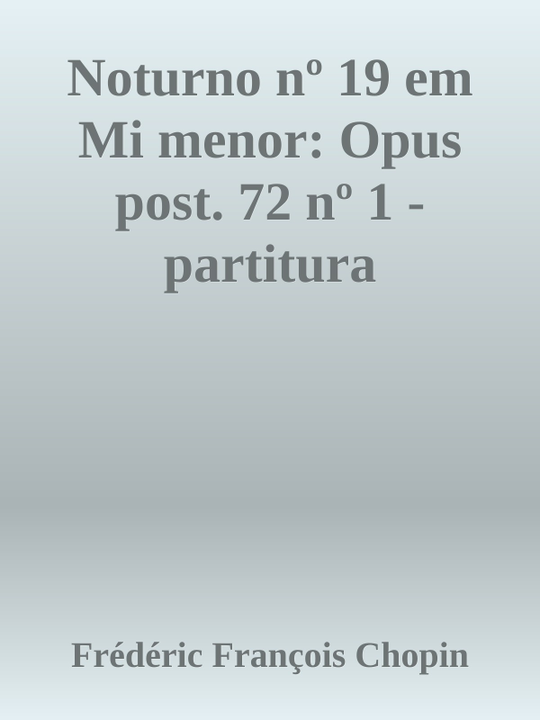 Noturno nº 19 em
Mi menor: Opus
post. 72 nº 1 -
partitura
Frédéric François Chopin